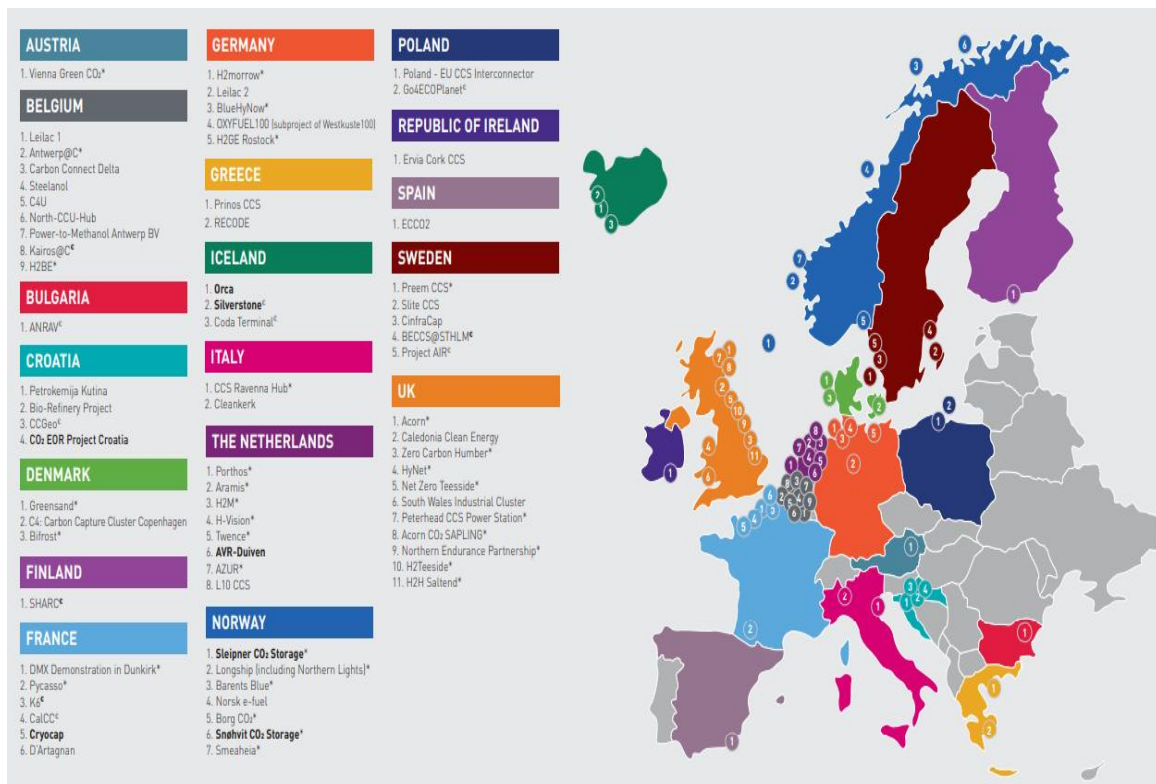 AUSTRIA
1. Vienna Green CO₂*
BELGIUM
1. Leilac 1
2. Antwerp@C*
3. Carbon Connect Delta
4. Steelanol
5. C4U
6. North-CCU-Hub
7. Power-to-Methanol Antwerp BV
8. Kairos@C€
9. H2BE*
BULGARIA
1. ANRAV€
CROATIA
1. Petrokemija Kutina
2. Bio-Refinery Project
3. CCGeo€
4. CO₂ EOR Project Croatia
DENMARK
1. Greensand*
2. C4: Carbon Capture Cluster Copenhagen
3. Bifrost*
FINLAND
1. SHARC€
FRANCE
1. DMX Demonstration in Dunkirk*
2. Pycasso*
3. K6€
4. CalCC€
5. Cryocap
6. D'Artagnan
GERMANY
1. H2morrow*
2. Leilac 2
3. BlueHyNow*
4. OXYFUEL100 (subproject of Westkuste100)
5. H2GE Rostock*
GREECE
1. Prinos CCS
2. RECODE
ICELAND
1. Orca
2. Silverstone€
3. Coda Terminal€
ITALY
1. CCS Ravenna Hub*
2. Cleankerk
THE NETHERLANDS
1. Porthos*
2. Aramis*
3. H2M*
4. H-Vision*
5. Twence*
6. AVR-Duiven
7. AZUR*
8. L10 CCS
NORWAY
1. Sleipner CO₂ Storage*
2. Longship (including Northern Lights)*
3. Barents Blue*
4. Norsk e-fuel
5. Borg CO₂*
6. Snøhvit CO₂ Storage*
7. Smeaheia*
POLAND
1. Poland - EU CCS Interconnector
2. Go4ECOPlanet€
REPUBLIC OF IRELAND
1. Ervia Cork CCS
SPAIN
1. ECCO2
SWEDEN
1. Preem CCS*
2. Slite CCS
3. CinfraCap
4. BECCS@STHLM€
5. Project AIR€
UK
1. Acorn*
2. Caledonia Clean Energy
3. Zero Carbon Humber*
4. HyNet*
5. Net Zero Teesside*
6. South Wales Industrial Cluster
7. Peterhead CCS Power Station*
8. Acorn CO₂ SAPLING*
9. Northern Endurance Partnership*
10. H2Teeside*
11. H2H Saltend*